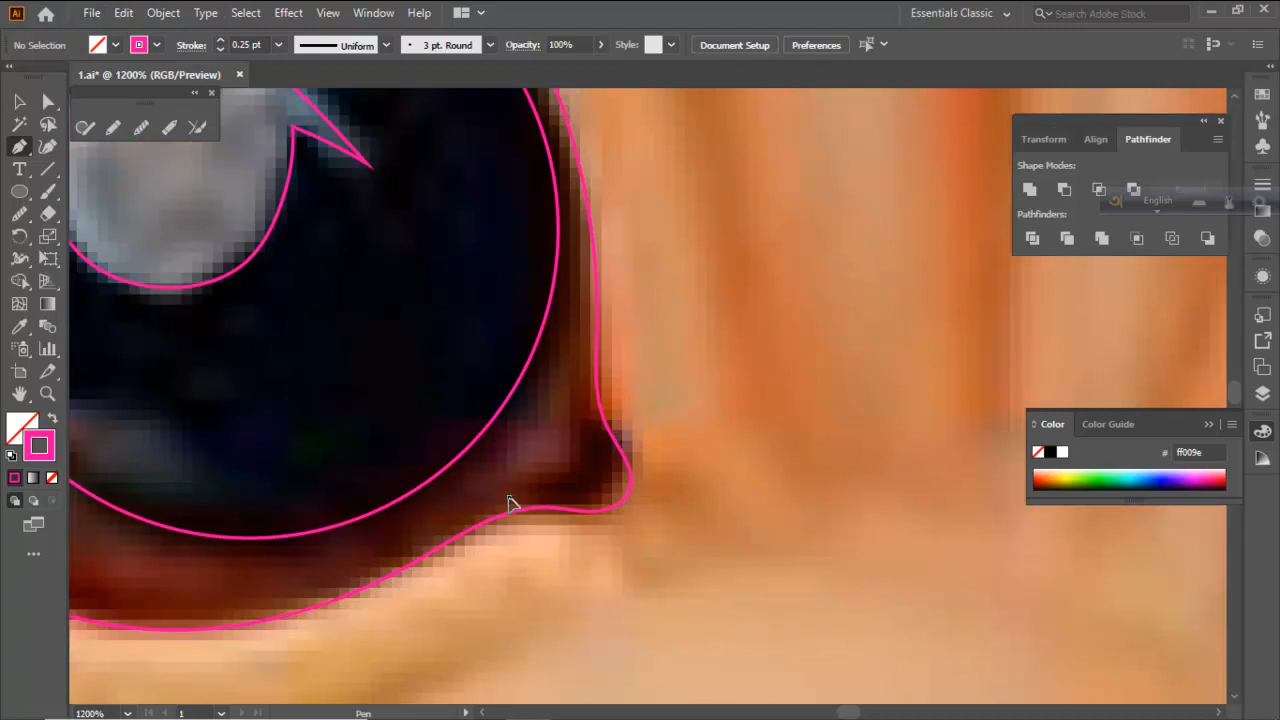 Ai File Edit Object Type Select Effect View Window Help Essentials Classic Search Adobe Stock
No Selection Stroke: 0.25 pt Uniform 3 pt. Round Opacity: 100% Style: Document Setup Preferences
1.ai* @ 1200% (RGB/Preview)
Transform Align Pathfinder
Shape Modes:
English
Pathfinders:
Color Color Guide
# ff009e
1200% 1 Pen